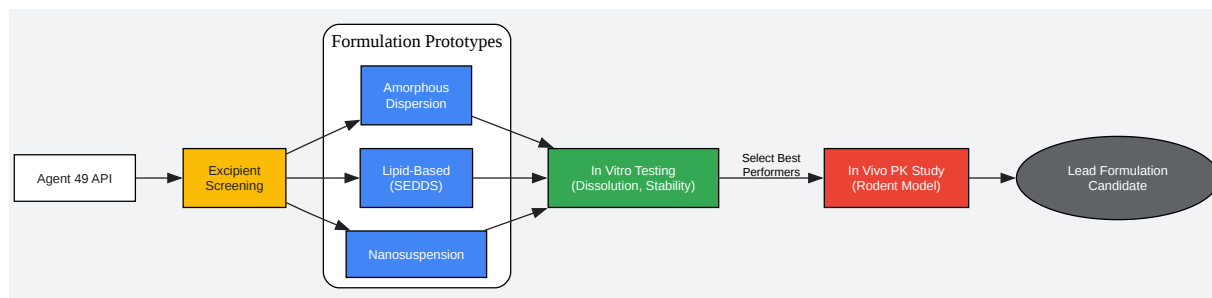 Formulation Prototypes
Agent 49 API
Excipient
Screening
Amorphous
Dispersion
Lipid-Based
(SEDDS)
Nanosuspension
In Vitro Testing
(Dissolution, Stability)
Select Best
Performers
In Vivo PK Study
(Rodent Model)
Lead Formulation
Candidate